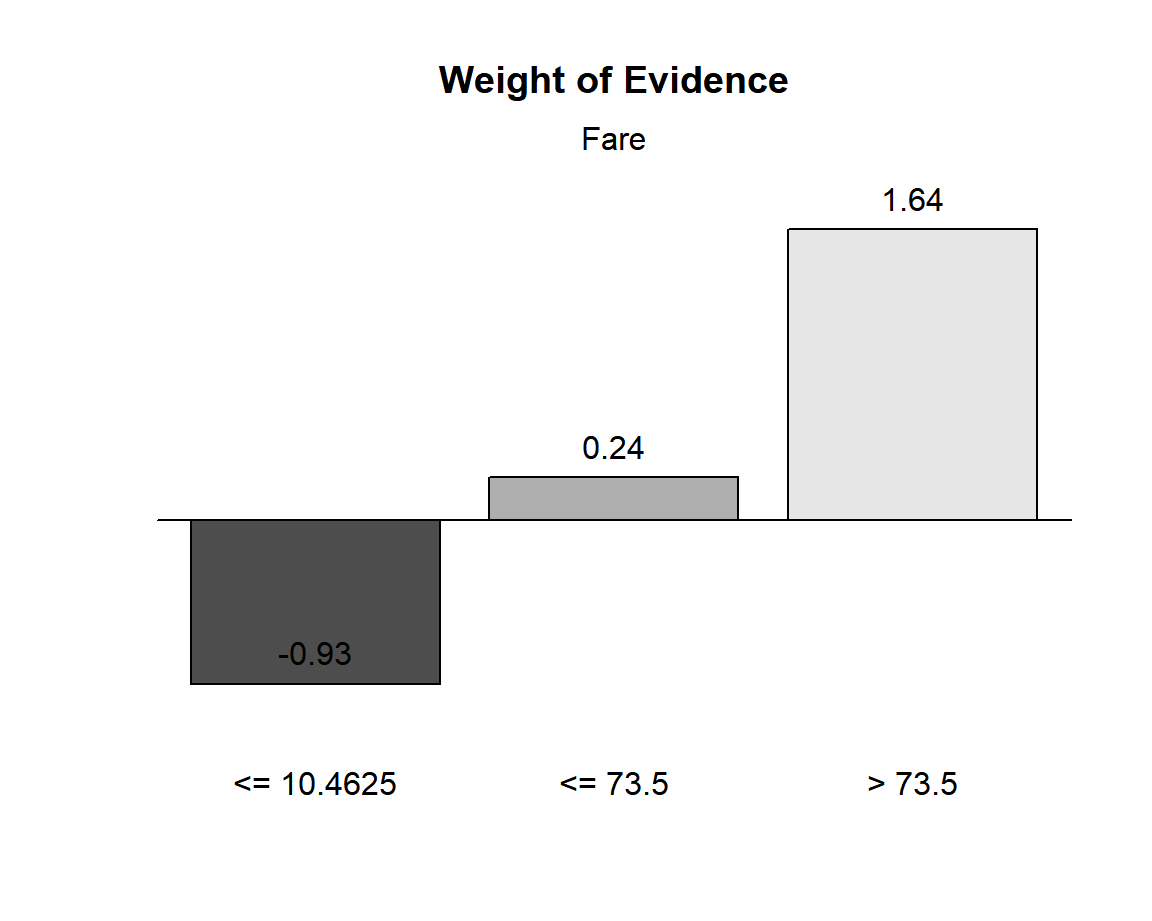 Weight of Evidence
Fare
1.64
0.24
-0.93
<= 10.4625 <= 73.5 > 73.5